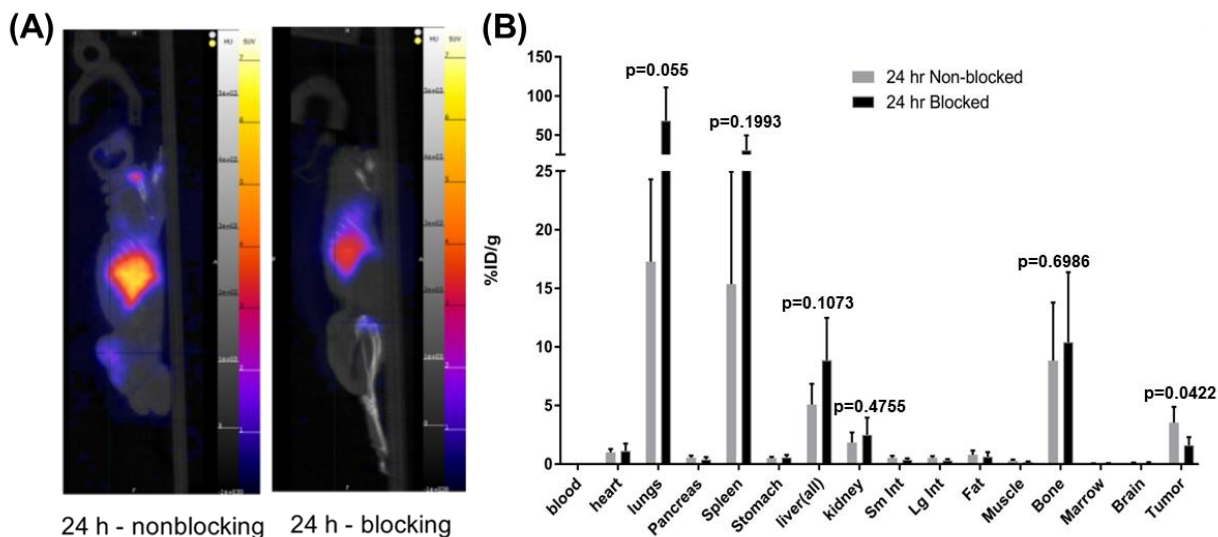 (A)
HU SUV
HU SUV
24 h - nonblocking
24 h - blocking
(B)
%ID/g
150
100
50
25
20
15
10
5
0
24 hr Non-blocked
24 hr Blocked
p=0.055
p=0.1993
p=0.1073
p=0.4755
p=0.6986
p=0.0422
blood
heart
lungs
Pancreas
Spleen
Stomach
liver(all)
kidney
Sm Int
Lg Int
Fat
Muscle
Bone
Marrow
Brain
Tumor